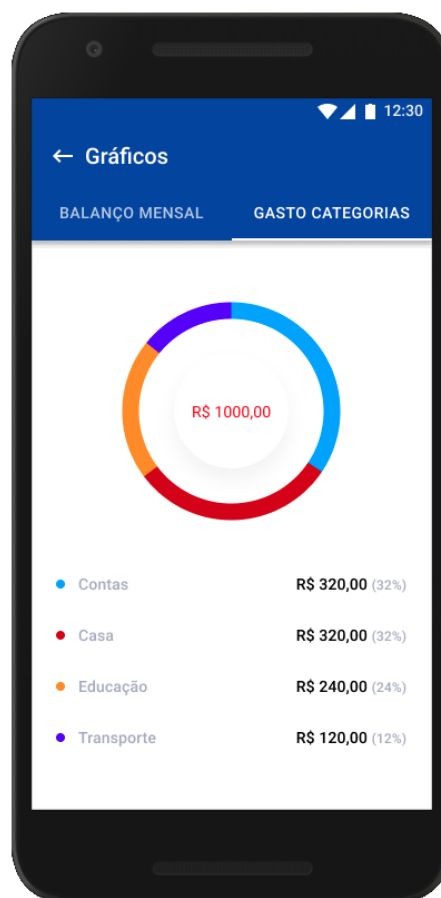 12:30
← Gráficos
BALANÇO MENSAL GASTO CATEGORIAS
R$ 1000,00
Contas R$ 320,00 (32%)
Casa R$ 320,00 (32%)
Educação R$ 240,00 (24%)
Transporte R$ 120,00 (12%)